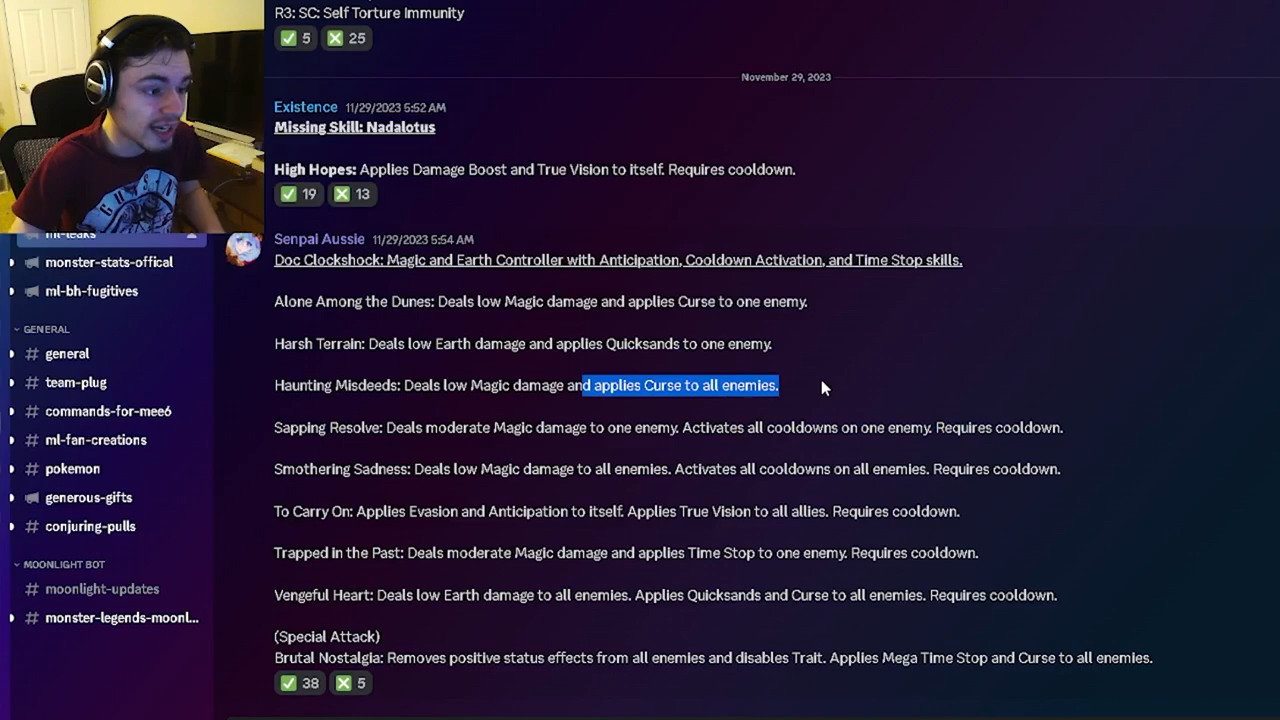 R3: SC: Self Torture Immunity
5 25
November 29, 2023
Existence 11/29/2023 5:52 AM
Missing Skill: Nadalotus
High Hopes: Applies Damage Boost and True Vision to itself. Requires cooldown.
19 13
Senpai Aussie 11/29/2023 5:54 AM
Doc Clockshock: Magic and Earth Controller with Anticipation, Cooldown Activation, and Time Stop skills.
Alone Among the Dunes: Deals low Magic damage and applies Curse to one enemy.
Harsh Terrain: Deals low Earth damage and applies Quicksands to one enemy.
Haunting Misdeeds: Deals low Magic damage and applies Curse to all enemies.
Sapping Resolve: Deals moderate Magic damage to one enemy. Activates all cooldowns on one enemy. Requires cooldown.
Smothering Sadness: Deals low Magic damage to all enemies. Activates all cooldowns on all enemies. Requires cooldown.
To Carry On: Applies Evasion and Anticipation to itself. Applies True Vision to all allies. Requires cooldown.
Trapped in the Past: Deals moderate Magic damage and applies Time Stop to one enemy. Requires cooldown.
Vengeful Heart: Deals low Earth damage to all enemies. Applies Quicksands and Curse to all enemies. Requires cooldown.
(Special Attack)
Brutal Nostalgia: Removes positive status effects from all enemies and disables Trait. Applies Mega Time Stop and Curse to all enemies.
38 5
ml-leaks
monster-stats-offical
ml-bh-fugitives
GENERAL
general
team-plug
commands-for-mee6
ml-fan-creations
pokemon
generous-gifts
conjuring-pulls
MOONLIGHT BOT
moonlight-updates
monster-legends-moonl...